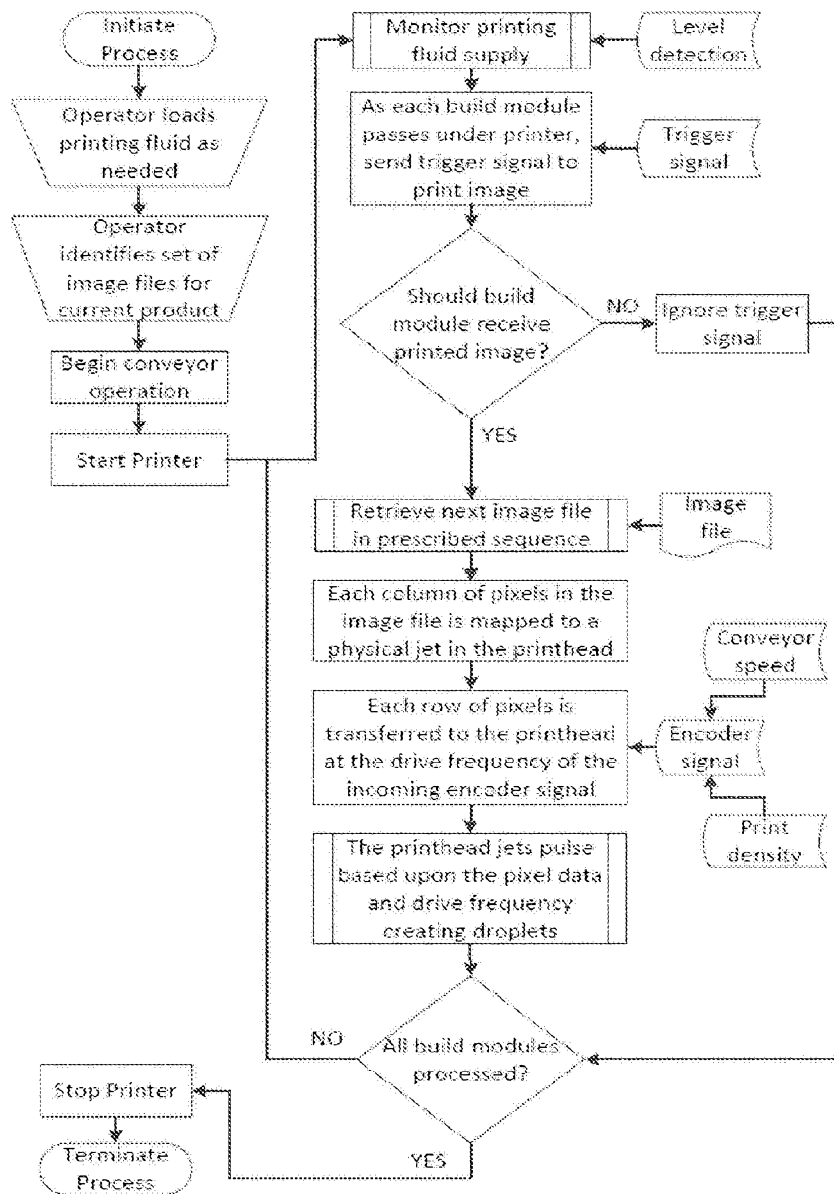 Initiate
Process
Operator loads
printing fluid as
needed
Operator
identifies set of
image files for
current product
Begin conveyor
operation
Start Printer
Monitor printing
fluid supply
Level
detection
As each build module
passes under printer,
send trigger signal to
print image
Trigger
signal
Should build
module receive
printed image?
NO
Ignore trigger
signal
YES
Retrieve next image file
in prescribed sequence
Image
file
Each column of pixels in the
image file is mapped to a
physical jet in the printhead
Conveyor
speed
Each row of pixels is
transferred to the printhead
at the drive frequency of the
incoming encoder signal
Encoder
signal
Print
density
The printhead jets pulse
based upon the pixel data
and drive frequency
creating droplets
NO
All build modules
processed?
YES
Stop Printer
Terminate
Process